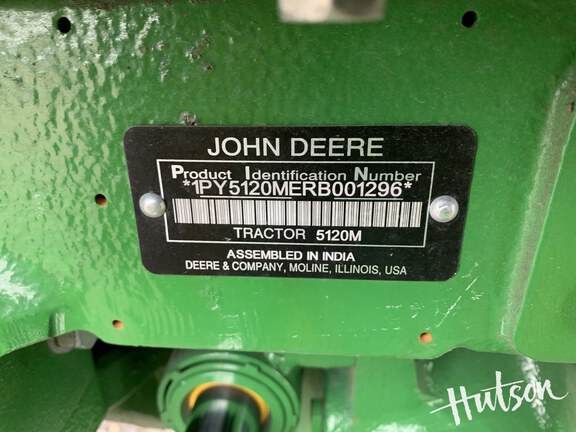 JOHN DEERE
Product Identification Number
*1PY5120MERB001296*
TRACTOR 5120M
ASSEMBLED IN INDIA
DEERE & COMPANY, MOLINE, ILLINOIS, USA
Hutson